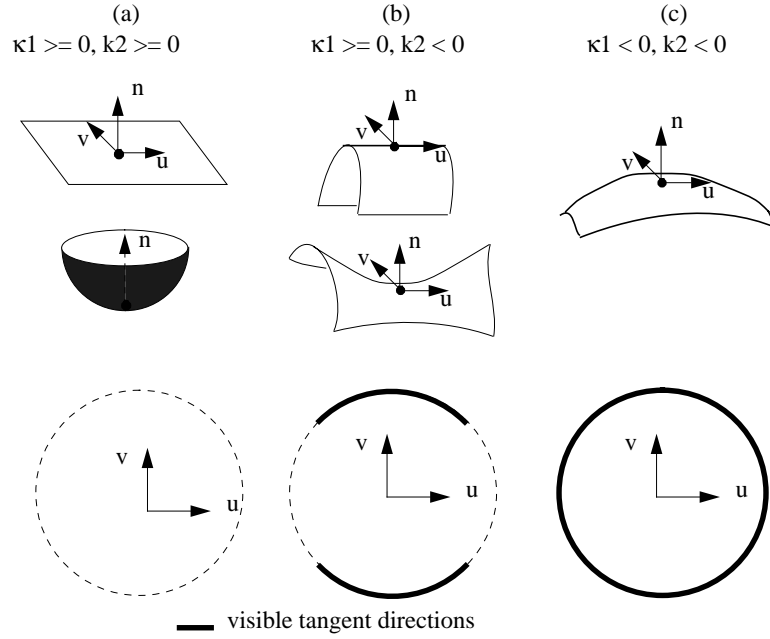 (a)
(b)
(c)
κ1 >= 0, k2 >= 0
κ1 >= 0, k2 < 0
κ1 < 0, k2 < 0
n
v
u
n
v
u
n
v
u
n
n
v
u
v
u
v
u
v
u
visible tangent directions